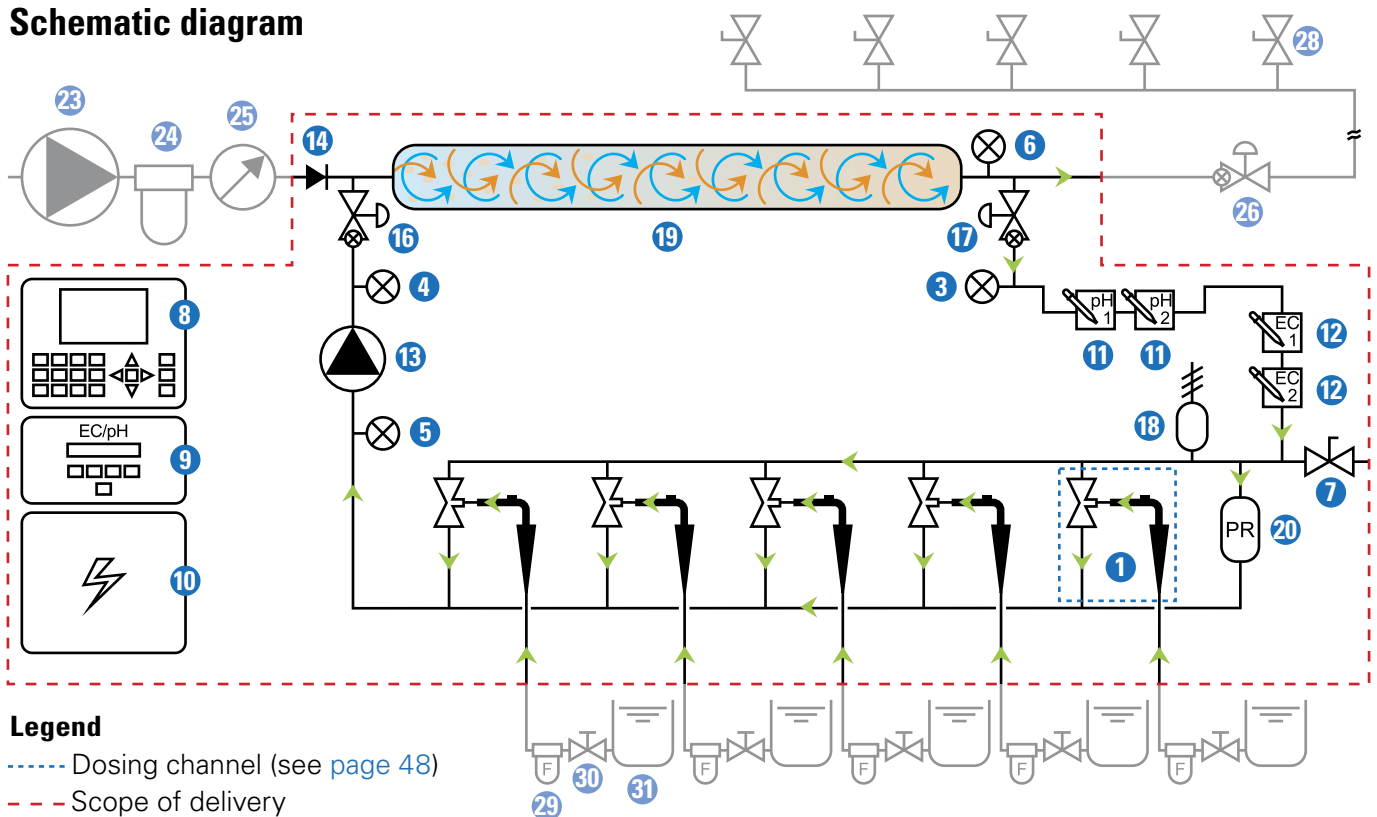 Schematic diagram
28
23
24
25
14
6
26
16
19
17
4
3
pH 1
pH 2
11
11
EC 1
12
EC 2
12
8
13
5
18
7
EC/pH
9
PR
20
10
1
F
F
F
F
F
29
30
31
Legend
Dosing channel (see page 48)
Scope of delivery